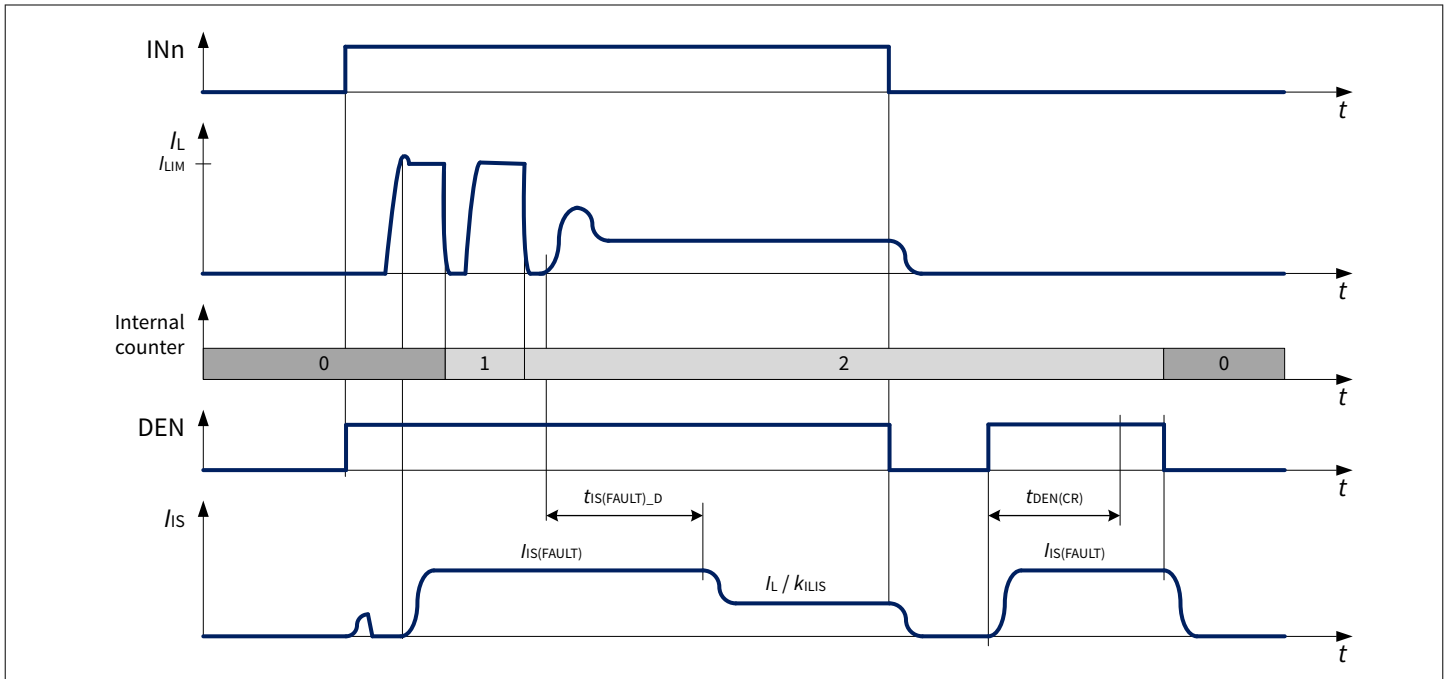 INn
t
IL
ILIM
t
Internal
counter
0
1
2
0
t
DEN
t
tIS(FAULT)_D
tDEN(CR)
IIS
IIS(FAULT)
IIS(FAULT)
IL / kILIS
t